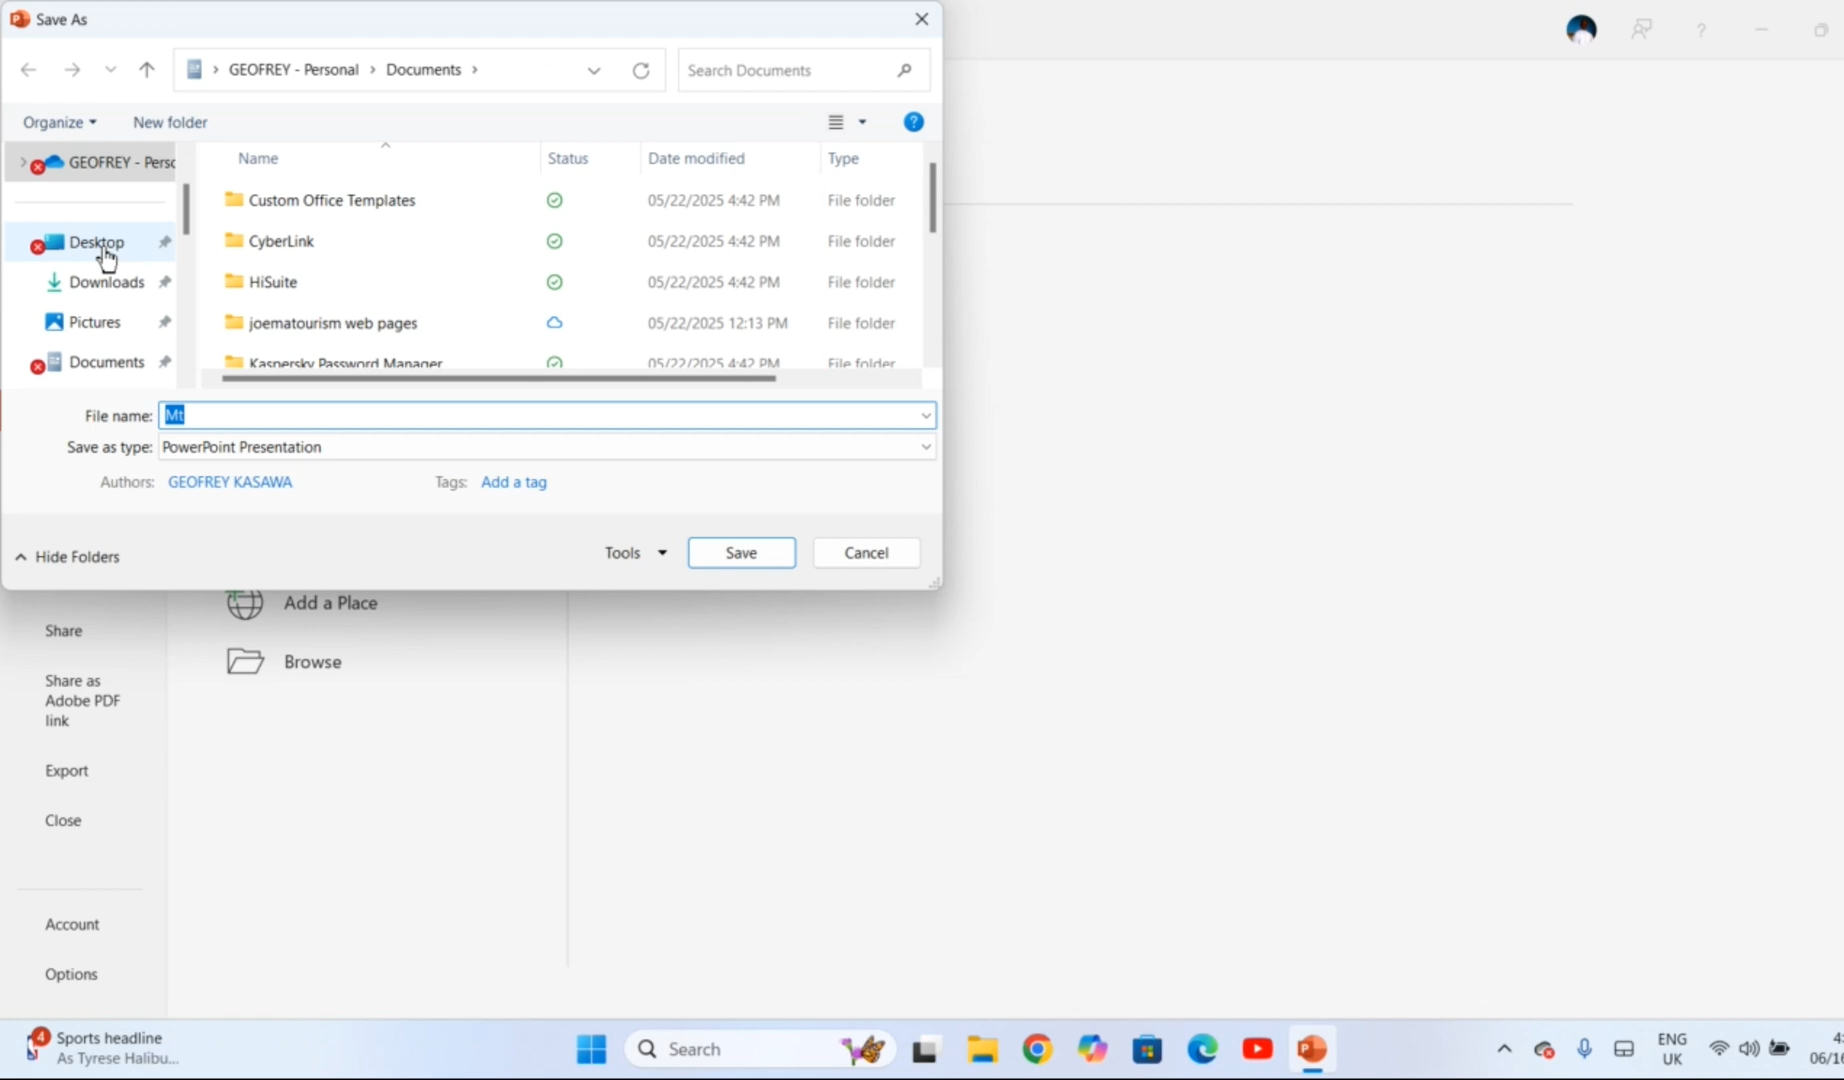 Save As
GEOFREY - Personal > Documents >
Search Documents
Organize
New folder
GEOFREY - Perso
Desktop
Downloads
Pictures
Documents
Name Status Date modified Type
Custom Office Templates 05/22/2025 4:42 PM File folder
CyberLink 05/22/2025 4:42 PM File folder
HiSuite 05/22/2025 4:42 PM File folder
joematourism web pages 05/22/2025 12:13 PM File folder
Kaspersky Password Manager 05/22/2025 4:42 PM File folder
File name: Mt
Save as type: PowerPoint Presentation
Authors: GEOFREY KASAWA Tags: Add a tag
Hide Folders
Tools
Save
Cancel
Add a Place
Browse
Share
Share as
Adobe PDF
link
Export
Close
Account
Options
4
Sports headline
As Tyrese Halibu...
Search
ENG
UK
4:
06/16